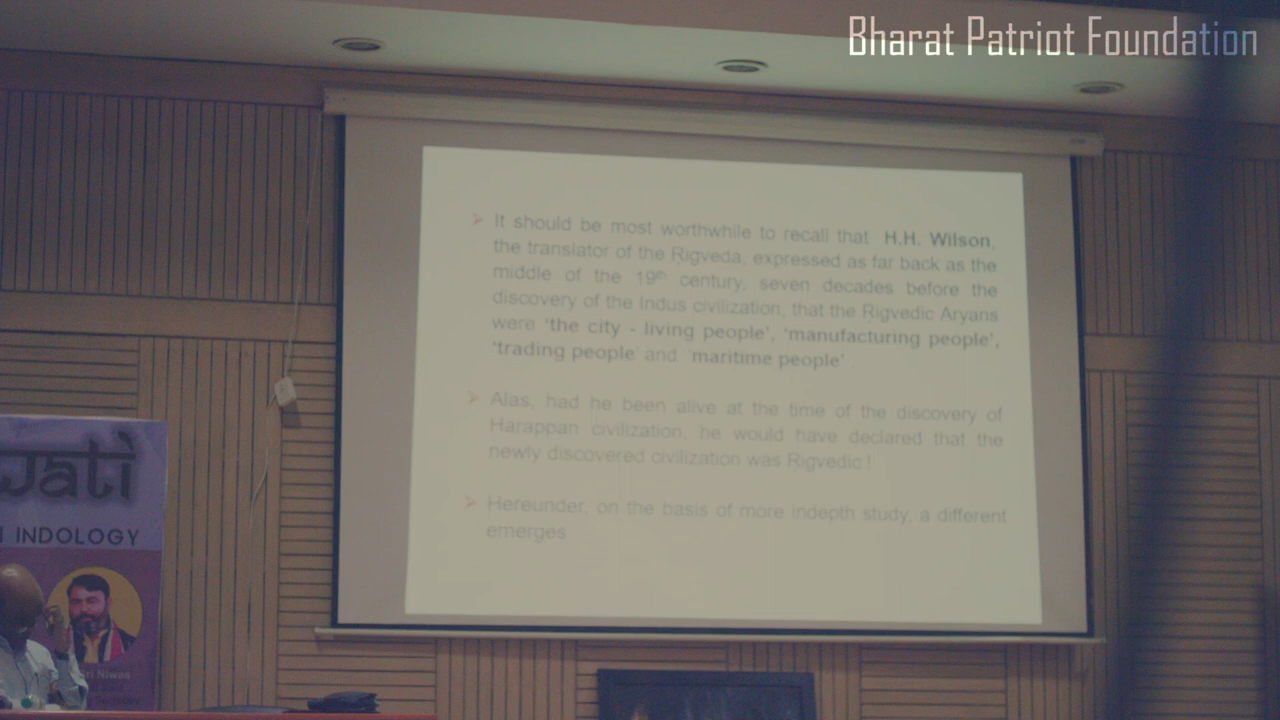 Bharat Patriot Foundation
➢ It should be most worthwhile to recall that H.H. Wilson,
the translator of the Rigveda, expressed as far back as the
middle of the 19th century, seven decades before the
discovery of the Indus civilization, that the Rigvedic Aryans
were 'the city - living people', 'manufacturing people',
'trading people' and 'maritime people'
➢ Alas, had he been alive at the time of the discovery of
Harappan civilization, he would have declared that the
newly discovered civilization was Rigvedic !
➢ Hereunder, on the basis of more indepth study, a different
emerges
wati
INDOLOGY
Sri Niwas